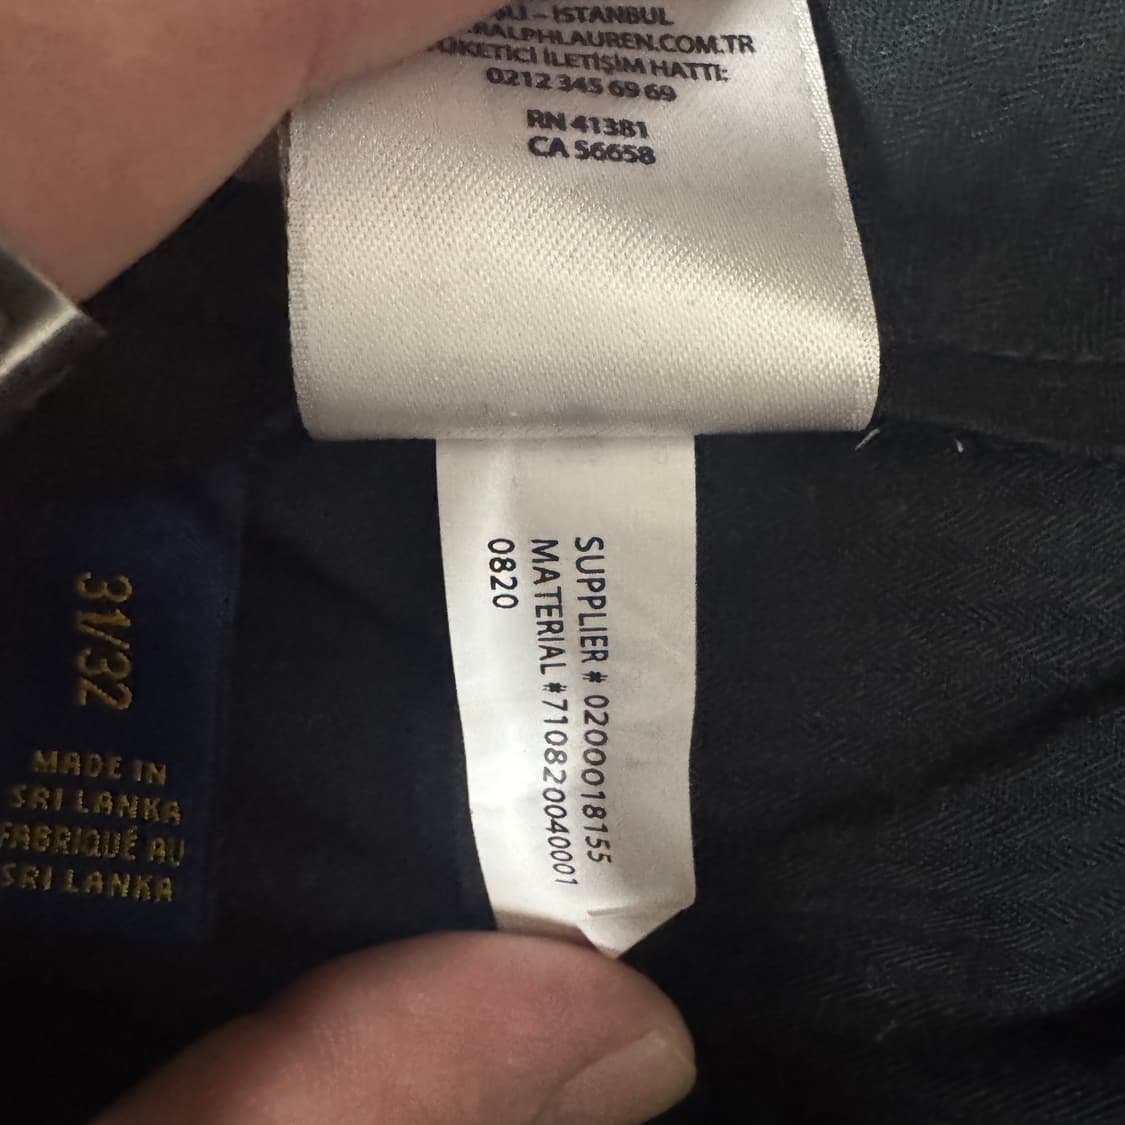 - ISTANBUL
RALPHLAUREN.COM.TR
TÜKETİCİ İLETİŞİM HATTI:
0212 345 69 69
RN 41381
CA 56658
SUPPLIER # 0200018155
MATERIAL #710820040001
0820
31/32
MADE IN
SRI LANKA
FABRIQUÉ AU
SRI LANKA